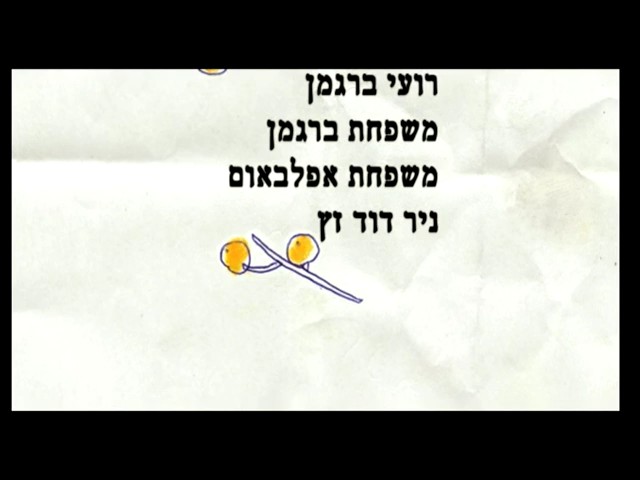 רועי ברגמן
משפחת ברגמן
משפחת אפלבאום
ניר דוד זץ